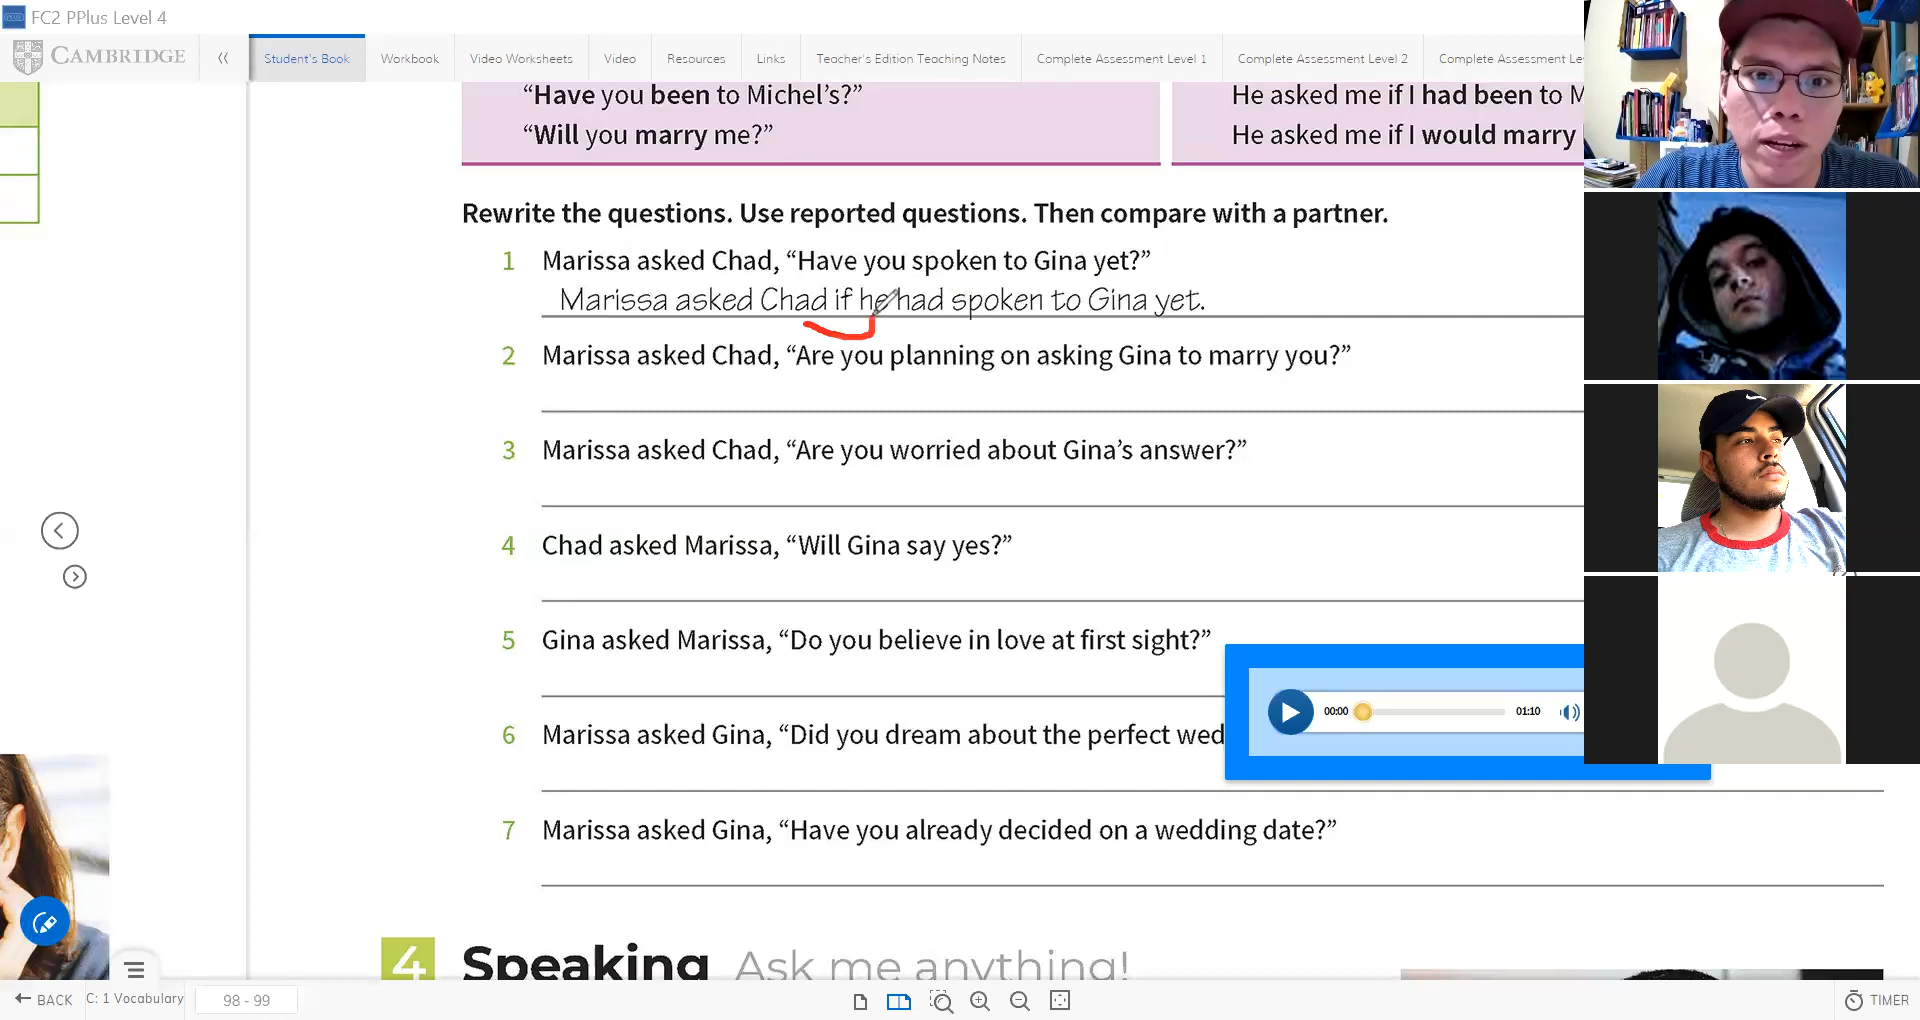 FC2 PPlus Level 4
CAMBRIDGE
Student's Book
Workbook
Video Worksheets
Video
Resources
Links
Teacher's Edition Teaching Notes
Complete Assessment Level 1
Complete Assessment Level 2
Complete Assessment Le
“Have you been to Michel's?”
He asked me if I had been to M
“Will you marry me?”
He asked me if I would marry
Rewrite the questions. Use reported questions. Then compare with a partner.
1 Marissa asked Chad, “Have you spoken to Gina yet?”
Marissa asked Chad if he had spoken to Gina yet.
2 Marissa asked Chad, “Are you planning on asking Gina to marry you?”
3 Marissa asked Chad, “Are you worried about Gina's answer?”
4 Chad asked Marissa, “Will Gina say yes?”
5 Gina asked Marissa, “Do you believe in love at first sight?”
6 Marissa asked Gina, “Did you dream about the perfect wed
00:00
01:10
7 Marissa asked Gina, “Have you already decided on a wedding date?”
4 Speaking Ask me anything!
BACK
C: 1 Vocabulary
98 - 99
TIMER